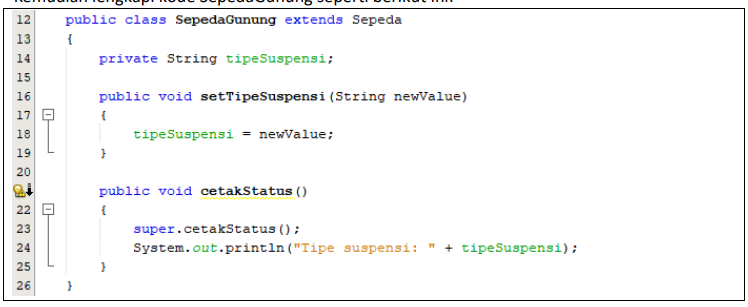 Kemudian lengkapi kode SepedaGunung seperti berikut ini:
12 public class SepedaGunung extends Sepeda
13 {
14 private String tipeSuspensi;
15
16 public void setTipeSuspensi(String newValue)
17 {
18 tipeSuspensi = newValue;
19 }
20
public void cetakStatus()
22 {
23 super.cetakStatus();
24 System.out.println("Tipe suspensi: " + tipeSuspensi);
25 }
26 }